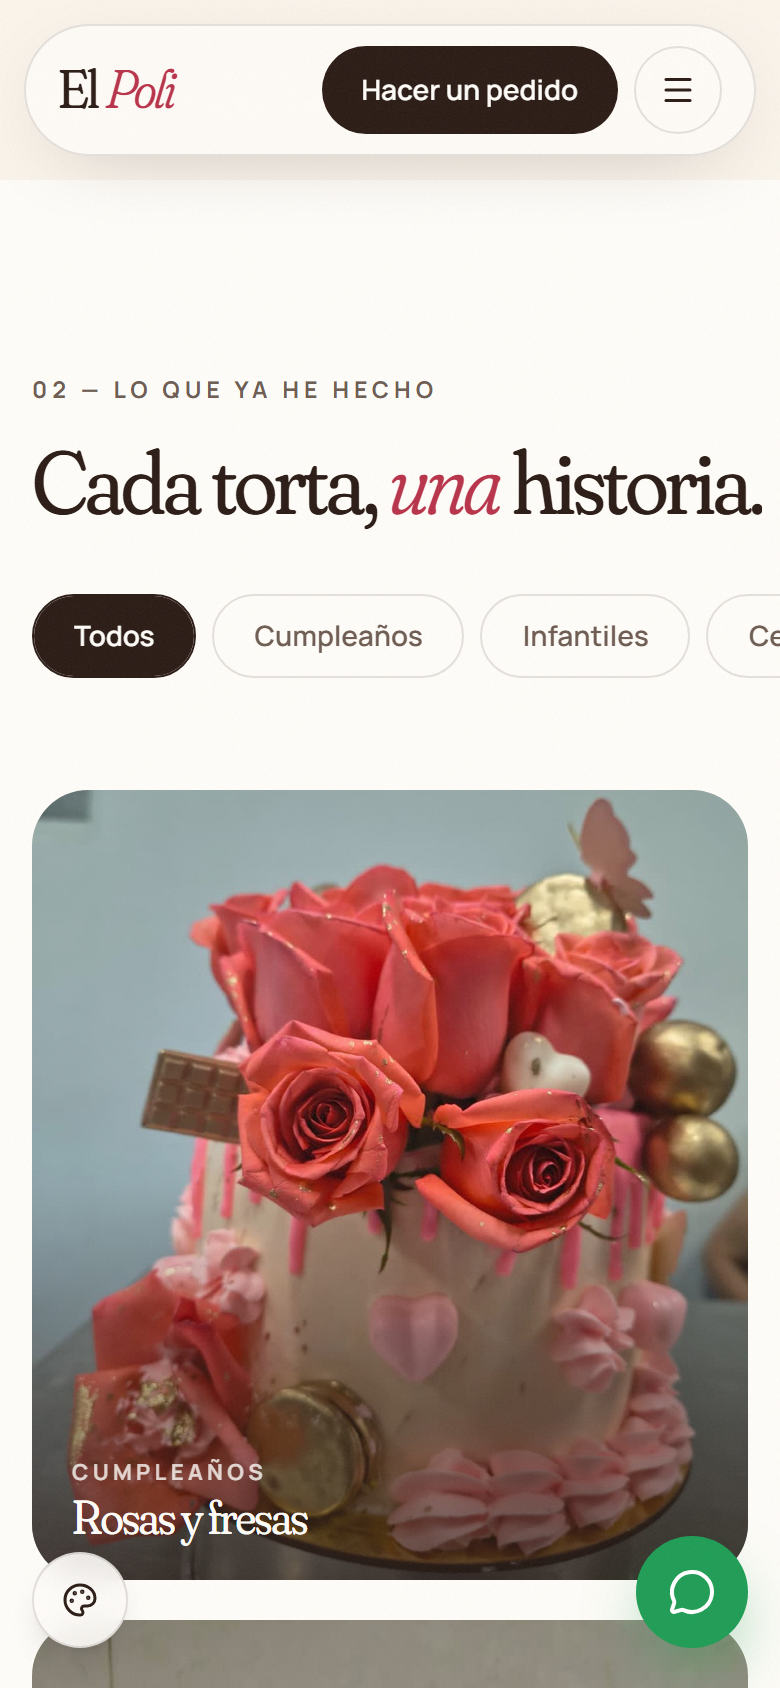 El Poli
Hacer un pedido
02 — LO QUE YA HE HECHO
Cada torta, una historia.
Todos
Cumpleaños
Infantiles
Ce
CUMPLEAÑOS
Rosas y fresas